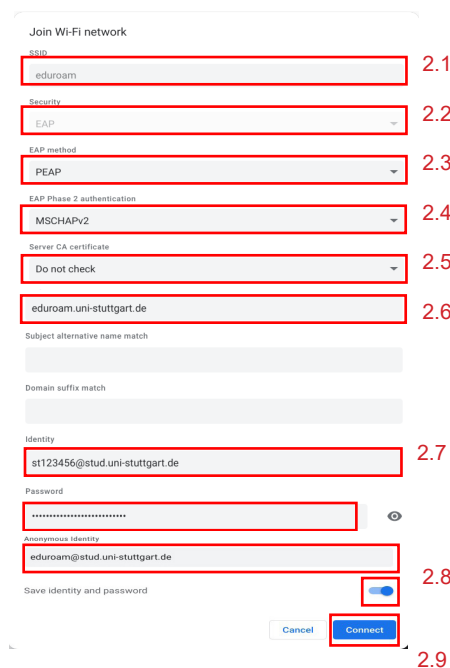 Join Wi-Fi network
SSID
eduroam
2.1
Security
EAP
2.2
EAP method
PEAP
2.3
EAP Phase 2 authentication
MSCHAPv2
2.4
Server CA certificate
Do not check
2.5
eduroam.uni-stuttgart.de
2.6
Subject alternative name match
Domain suffix match
Identity
st123456@stud.uni-stuttgart.de
2.7
Password
••••••••••••••••••••••••••
Anonymous Identity
eduroam@stud.uni-stuttgart.de
Save identity and password
2.8
Cancel Connect
2.9